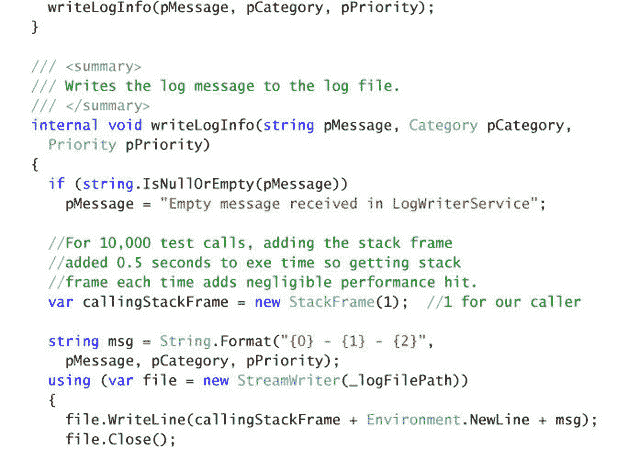 writeLogInfo(pMessage, pCategory, pPriority);
}
/// <summary>
/// Writes the log message to the log file.
/// </summary>
internal void writeLogInfo(string pMessage, Category pCategory,
Priority pPriority)
{
if (string.IsNullOrEmpty(pMessage))
pMessage = "Empty message received in LogWriterService";
//For 10,000 test calls, adding the stack frame
//added 0.5 seconds to exe time so getting stack
//frame each time adds negligible performance hit.
var callingStackFrame = new StackFrame(1);  //1 for our caller
string msg = String.Format("{0} - {1} - {2}",
pMessage, pCategory, pPriority);
using (var file = new StreamWriter(_logFilePath))
{
file.WriteLine(callingStackFrame + Environment.NewLine + msg);
file.Close();